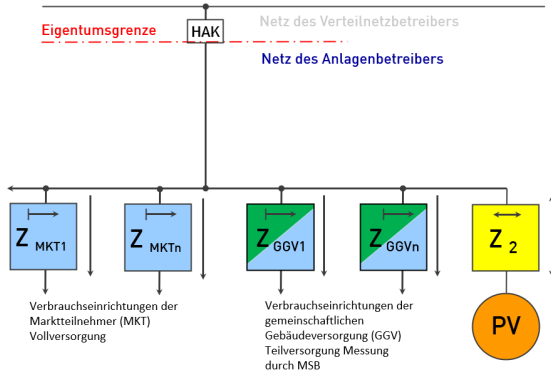 Netz des Verteilnetzbetreibers
Eigentumsgrenze
HAK
Netz des Anlagenbetreibers
Z MKT1
Z MKTn
Z GGV1
Z GGVn
Z 2
Verbrauchseinrichtungen der
Marktteilnehmer (MKT)
Vollversorgung
Verbrauchseinrichtungen der
gemeinschaftlichen
Gebäudeversorgung (GGV)
Teilversorgung Messung
durch MSB
PV